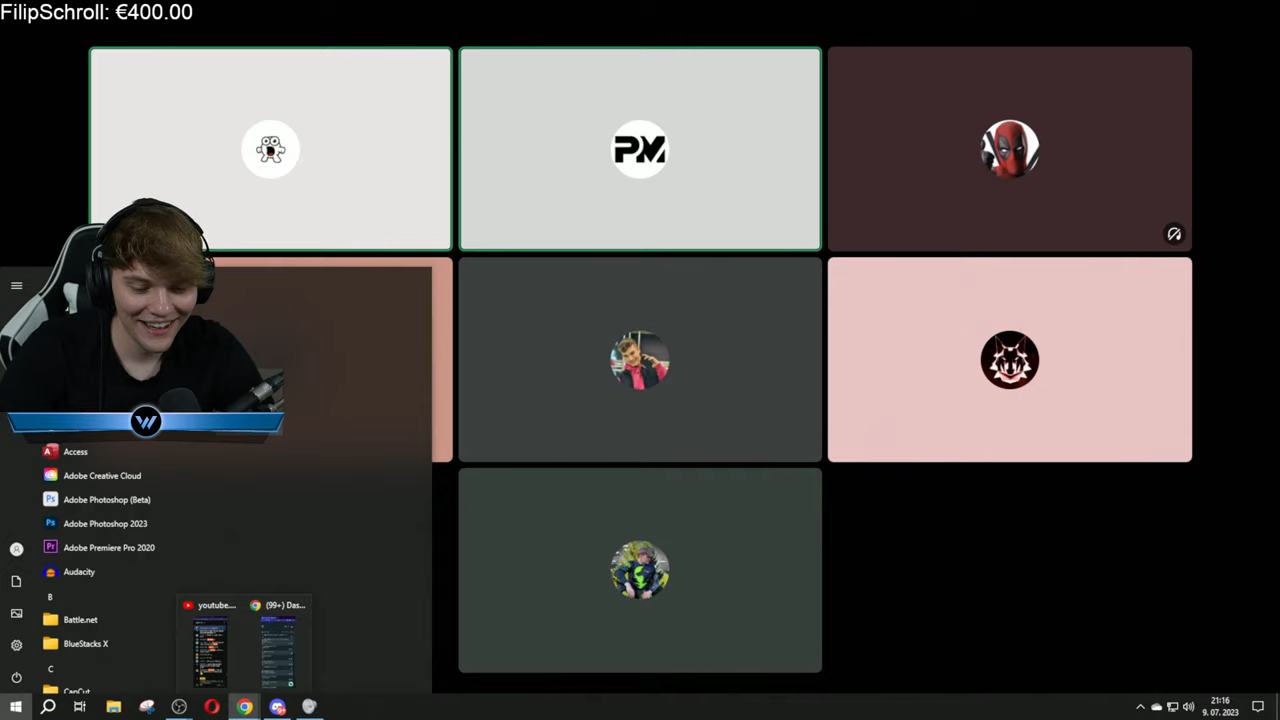 FilipSchroll: €400.00
PM
W
Access
Adobe Creative Cloud
Adobe Photoshop (Beta)
Adobe Photoshop 2023
Adobe Premiere Pro 2020
Audacity
B
youtube....
(99+) Das...
Battle.net
BlueStacks X
C
CapCut
21:16
9. 07. 2023